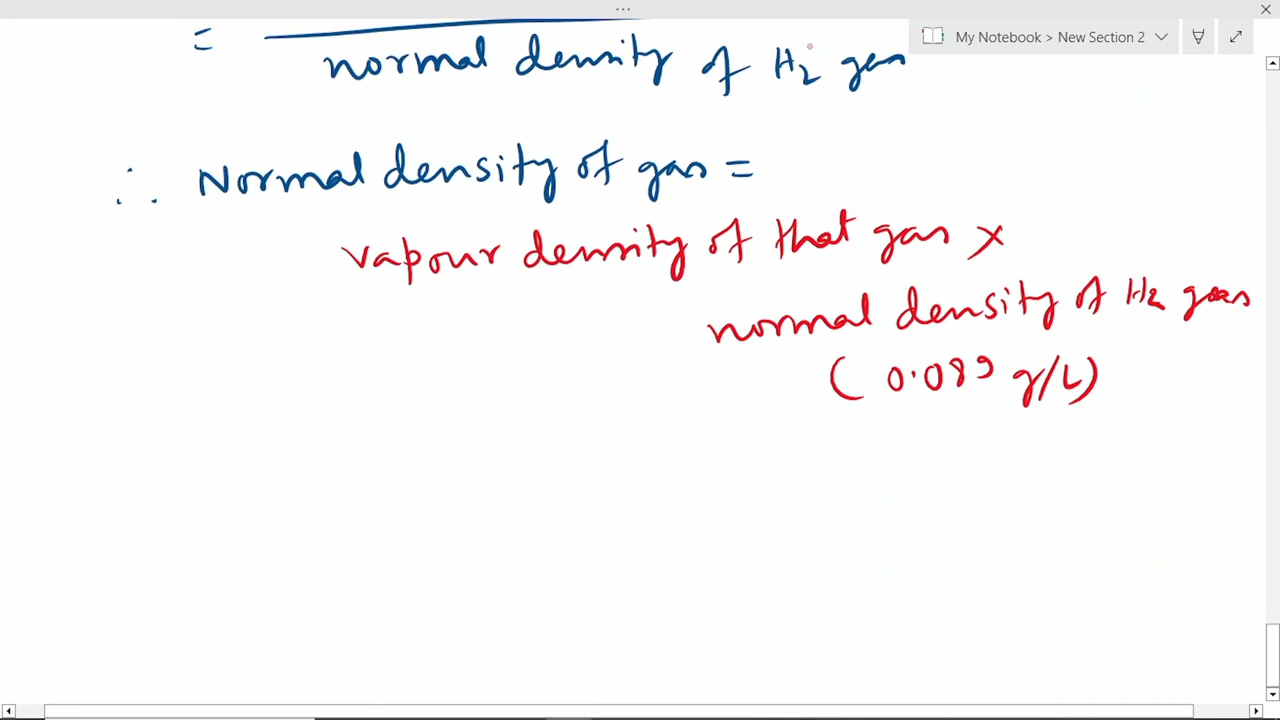 ...
My Notebook > New Section 2
=
normal density of H₂ gas
∴ Normal density of gas =
vapour density of that gas ×
normal density of H₂ gas
( 0.089 g/L)